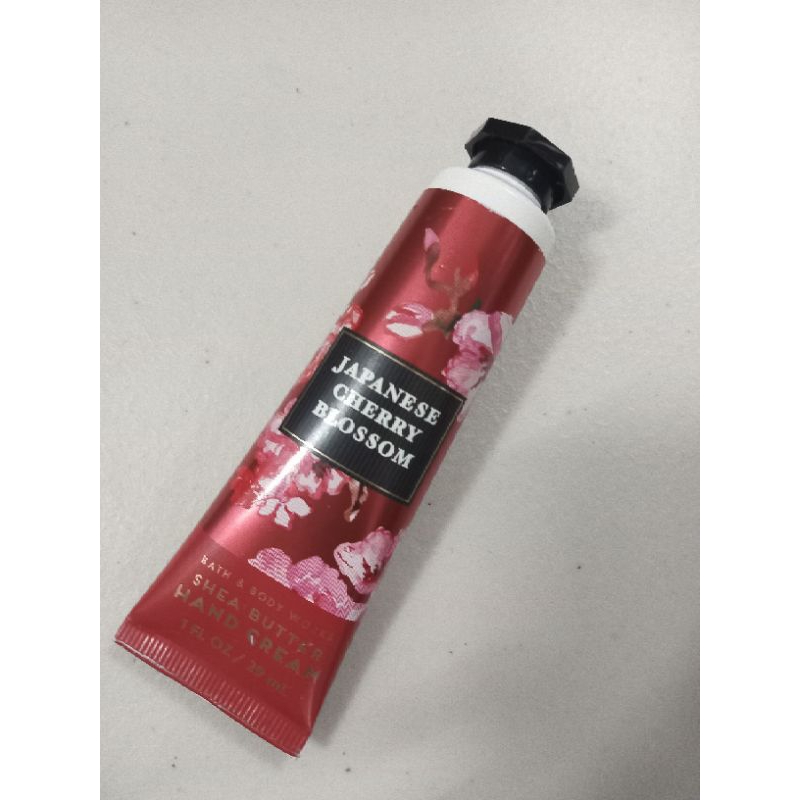 JAPANESE
CHERRY
BLOSSOM
BATH & BODY WORKS
SHEA BUTTER
HAND CREAM
1 FL OZ / 29 mL